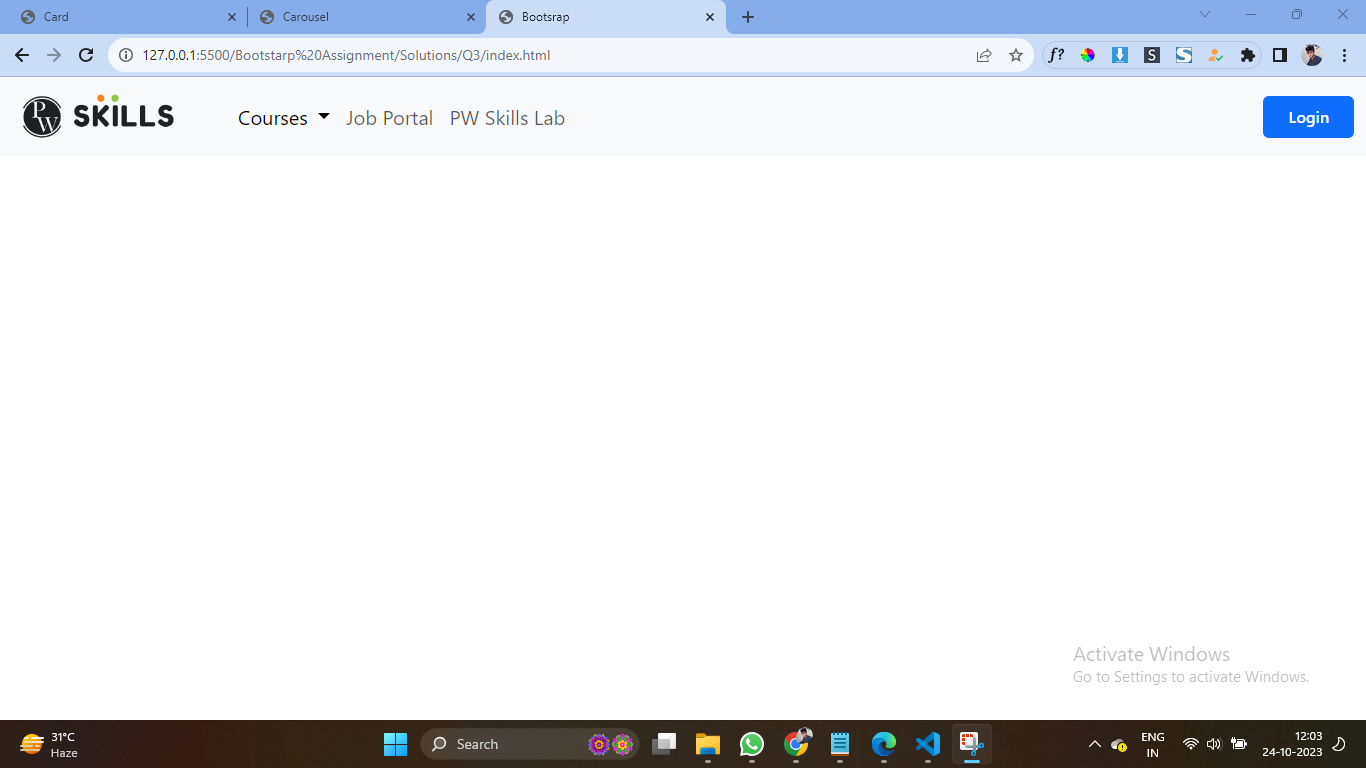 Card
Carousel
Bootsrap
127.0.0.1:5500/Bootstarp%20Assignment/Solutions/Q3/index.html
f?
S
S
PW SKILLS
Courses
Job Portal
PW Skills Lab
Login
Activate Windows
Go to Settings to activate Windows.
31°C
Haze
Search
ENG
IN
12:03
24-10-2023